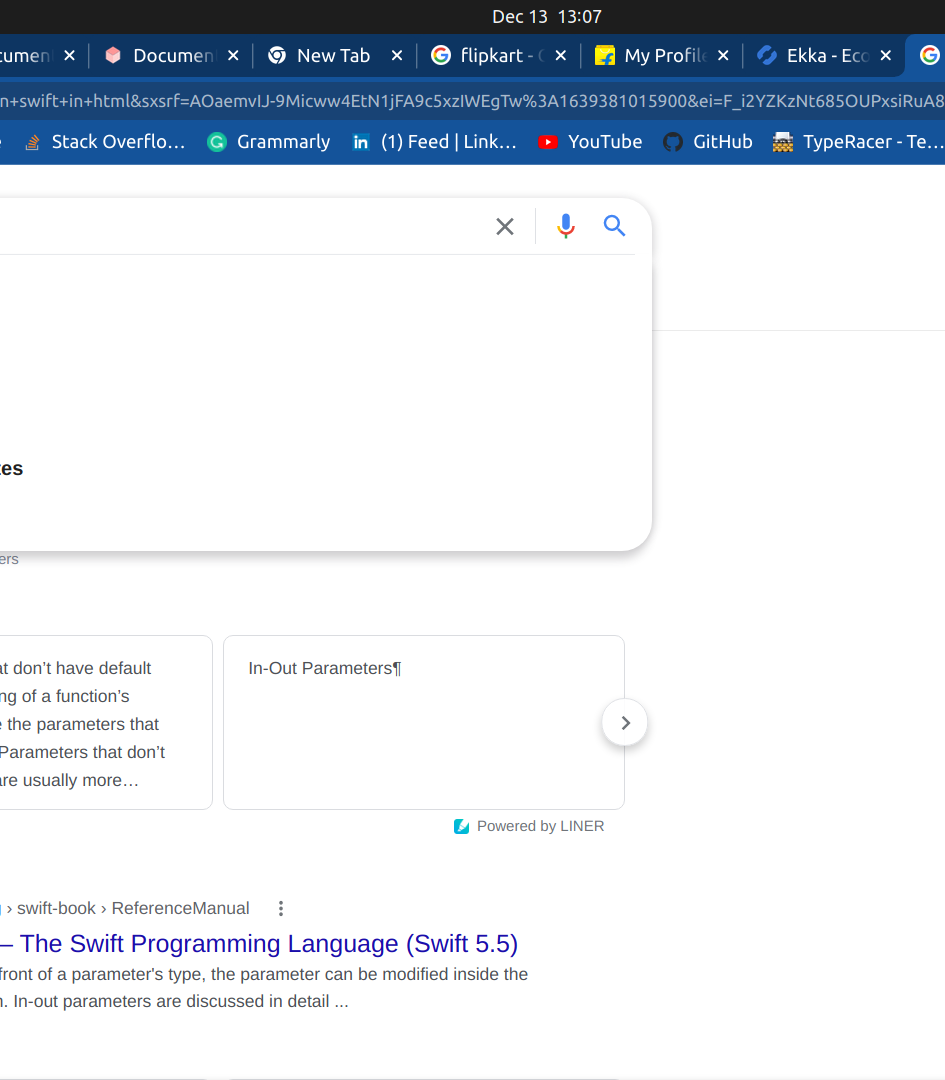 Dec 13 13:07
Documen
New Tab
flipkart -
My Profile
Ekka - Eco
n+swift+in+html&sxsrf=AOaemvIJ-9Micww4EtN1jFA9c5xzIWEgTw%3A1639381015900&ei=F_i2YZKzNt685OUPxsiRuA8
Stack Overflo...
Grammarly
(1) Feed | Link...
YouTube
GitHub
TypeRacer - Te...
tes
ers
at don’t have default
ng of a function’s
e the parameters that
Parameters that don’t
are usually more…
In-Out Parameters¶
Powered by LINER
› swift-book › ReferenceManual
– The Swift Programming Language (Swift 5.5)
front of a parameter's type, the parameter can be modified inside the
n. In-out parameters are discussed in detail ...